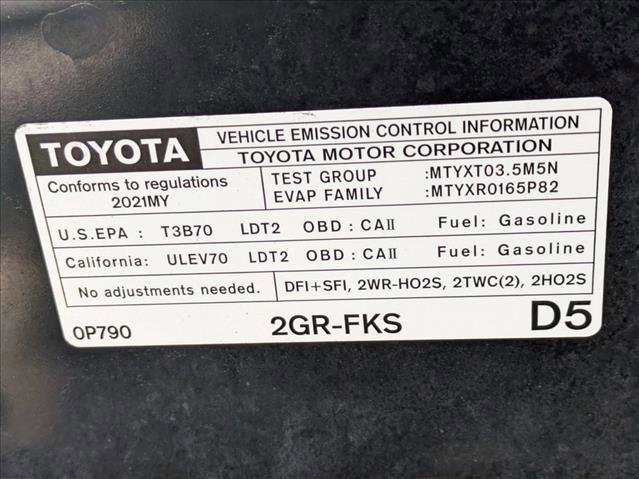 TOYOTA
VEHICLE EMISSION CONTROL INFORMATION
TOYOTA MOTOR CORPORATION
Conforms to regulations
2021MY
TEST GROUP :MTYXT03.5M5N
EVAP FAMILY :MTYXR0165P82
U.S.EPA : T3B70 LDT2 OBD : CAII Fuel: Gasoline
California: ULEV70 LDT2 OBD : CAII Fuel: Gasoline
No adjustments needed.
DFI+SFI, 2WR-HO2S, 2TWC(2), 2HO2S
0P790 2GR-FKS D5